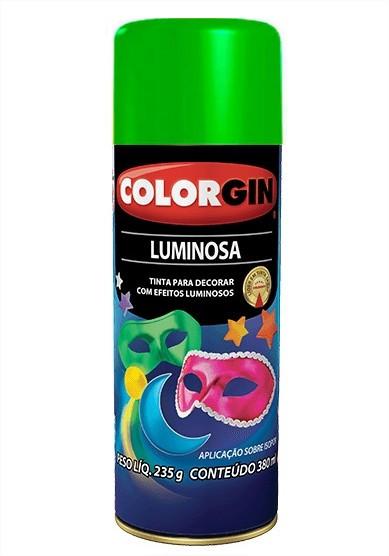 COLORGIN
LUMINOSA
TINTA PARA DECORAR
COM EFEITOS LUMINOSOS
APLICAÇÃO SOBRE ISOPOR
PESO LÍQ. 235 g CONTEÚDO 380 ml